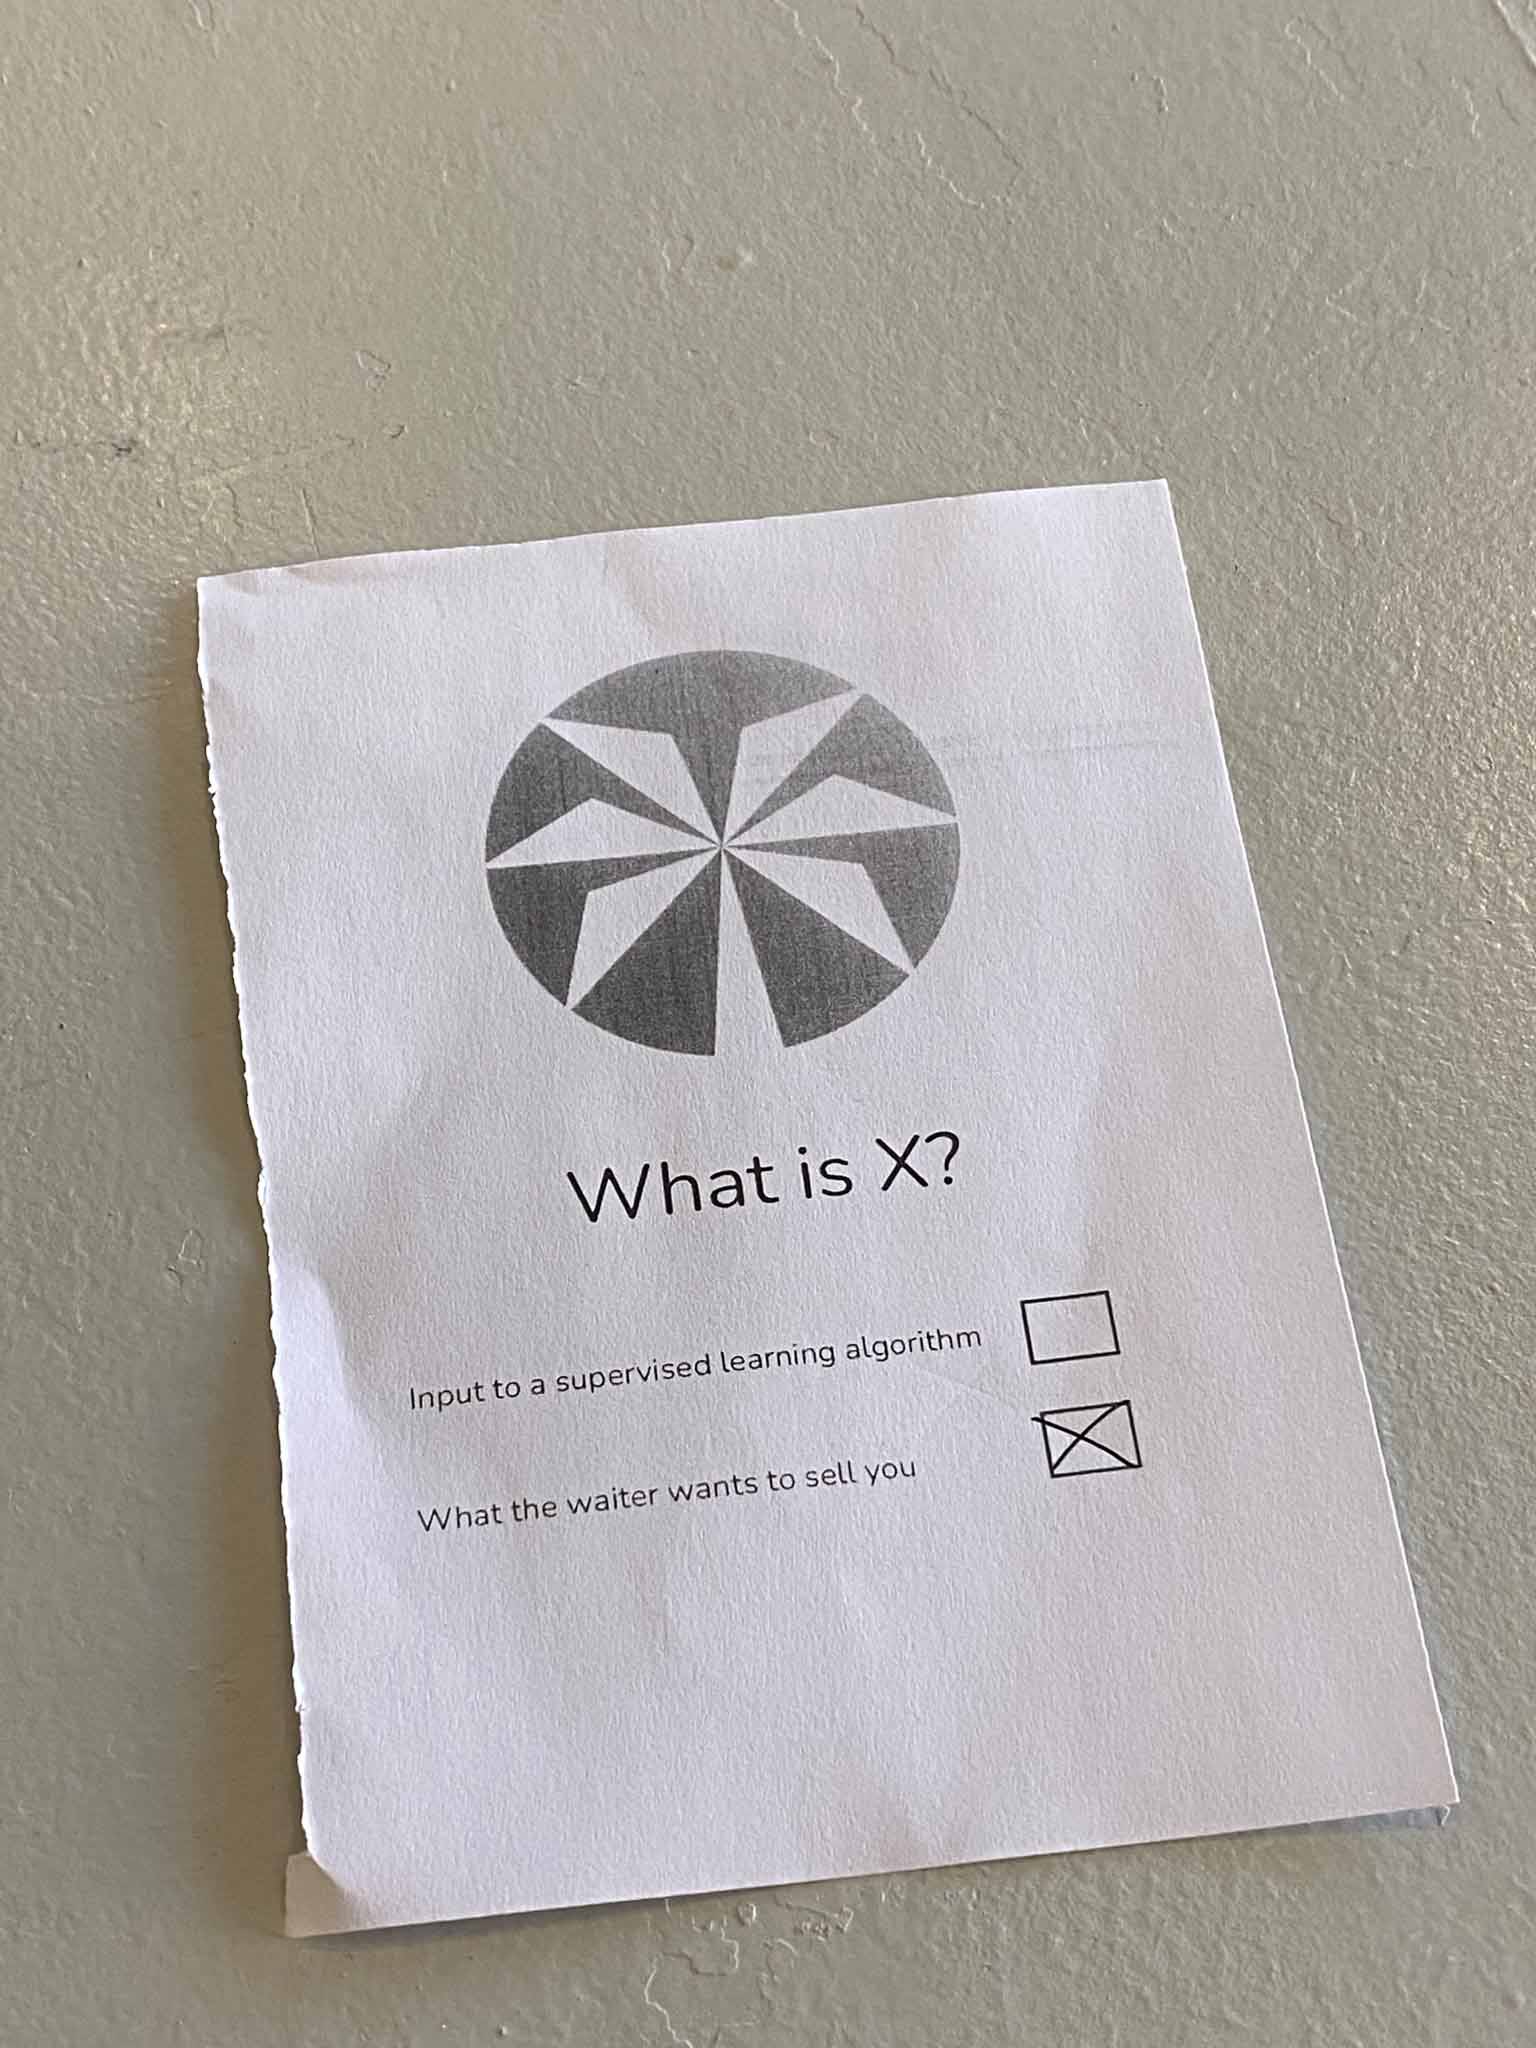 What is X?
Input to a supervised learning algorithm
What the waiter wants to sell you